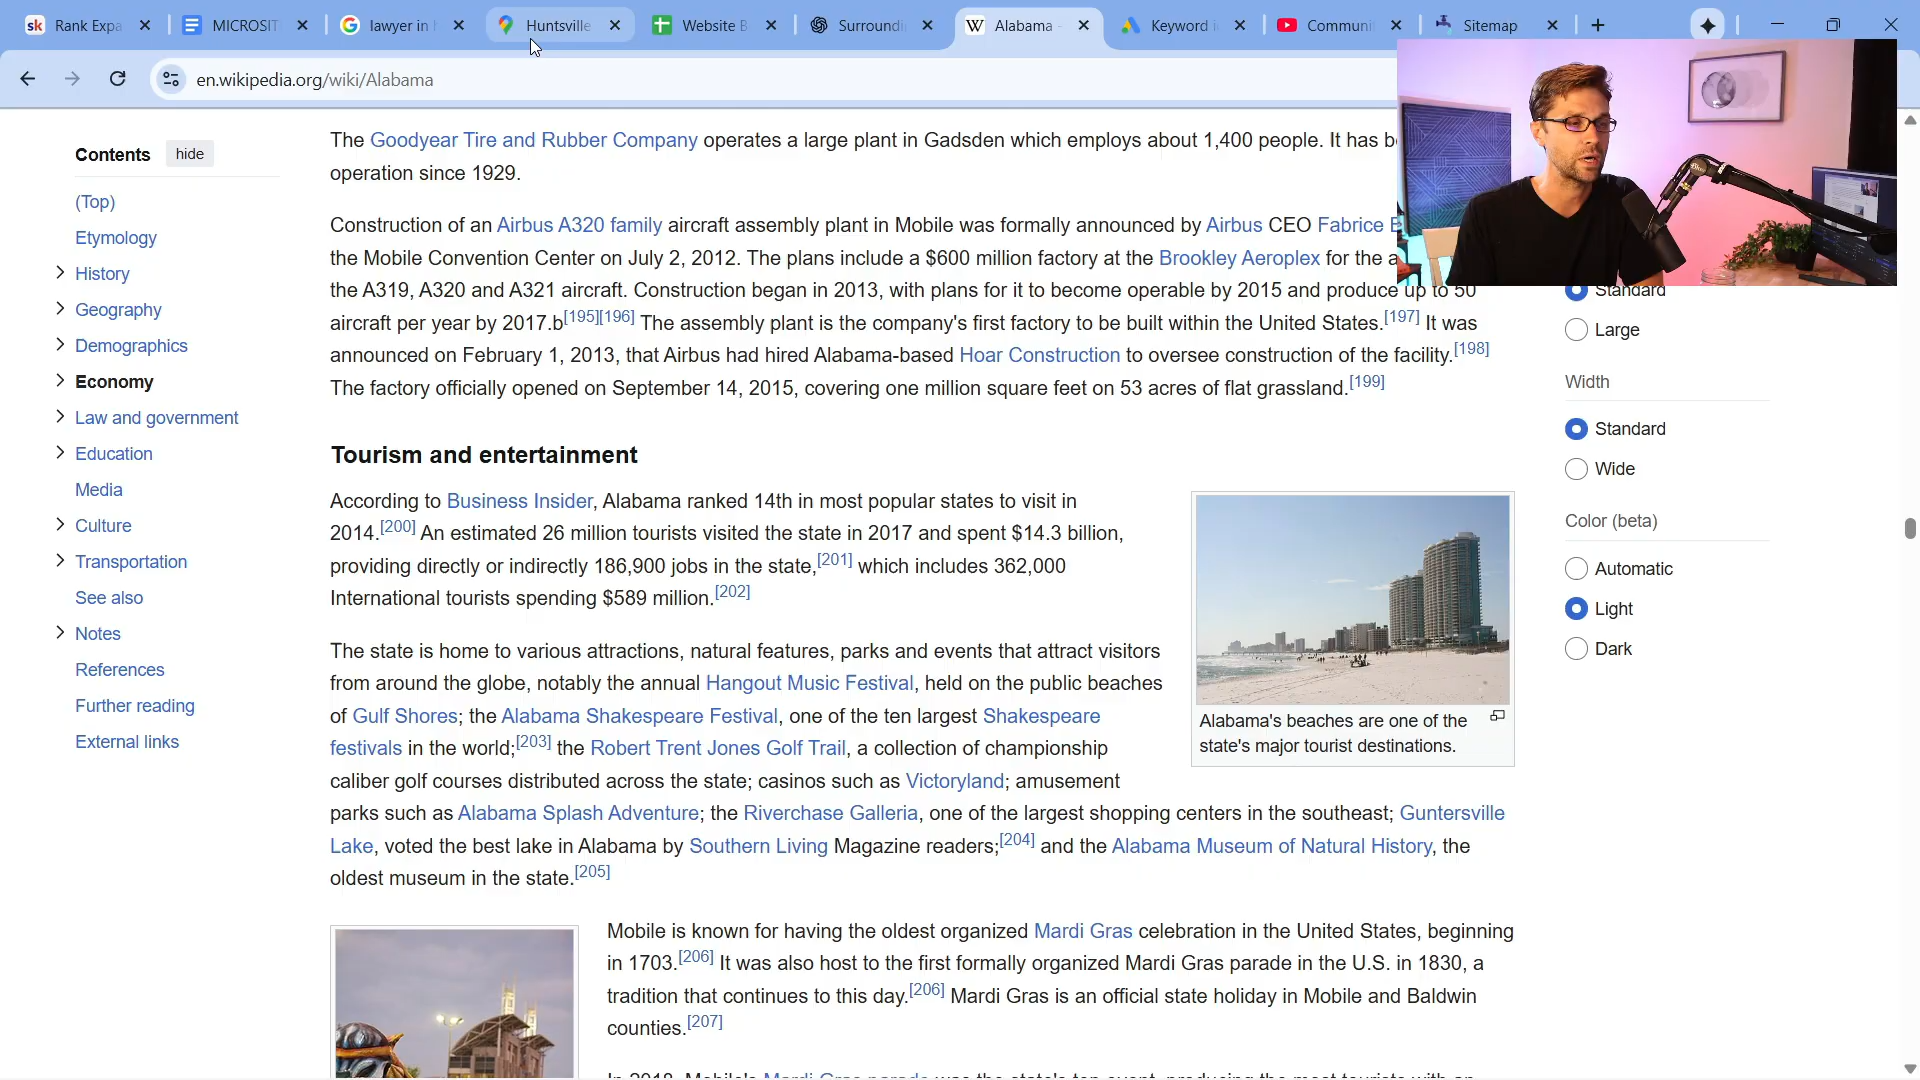 Rank Expa
MICROSIT
lawyer in h
Huntsville
Website B
Surroundi
Alabama -
Keyword i
Communi
Sitemap
en.wikipedia.org/wiki/Alabama
Contents hide
(Top)
Etymology
History
Geography
Demographics
Economy
Law and government
Education
Media
Culture
Transportation
See also
Notes
References
Further reading
External links
The Goodyear Tire and Rubber Company operates a large plant in Gadsden which employs about 1,400 people. It has b
operation since 1929.
Construction of an Airbus A320 family aircraft assembly plant in Mobile was formally announced by Airbus CEO Fabrice
the Mobile Convention Center on July 2, 2012. The plans include a $600 million factory at the Brookley Aeroplex for the a
the A319, A320 and A321 aircraft. Construction began in 2013, with plans for it to become operable by 2015 and produce up to 50
aircraft per year by 2017.b[195][196] The assembly plant is the company's first factory to be built within the United States.[197] It was
announced on February 1, 2013, that Airbus had hired Alabama-based Hoar Construction to oversee construction of the facility.[198]
The factory officially opened on September 14, 2015, covering one million square feet on 53 acres of flat grassland.[199]
Tourism and entertainment
According to Business Insider, Alabama ranked 14th in most popular states to visit in
2014.[200] An estimated 26 million tourists visited the state in 2017 and spent $14.3 billion,
providing directly or indirectly 186,900 jobs in the state,[201] which includes 362,000
International tourists spending $589 million.[202]
The state is home to various attractions, natural features, parks and events that attract visitors
from around the globe, notably the annual Hangout Music Festival, held on the public beaches
of Gulf Shores; the Alabama Shakespeare Festival, one of the ten largest Shakespeare
festivals in the world;[203] the Robert Trent Jones Golf Trail, a collection of championship
caliber golf courses distributed across the state; casinos such as Victoryland; amusement
parks such as Alabama Splash Adventure; the Riverchase Galleria, one of the largest shopping centers in the southeast; Guntersville
Lake, voted the best lake in Alabama by Southern Living Magazine readers;[204] and the Alabama Museum of Natural History, the
oldest museum in the state.[205]
Alabama's beaches are one of the
state's major tourist destinations.
Mobile is known for having the oldest organized Mardi Gras celebration in the United States, beginning
in 1703.[206] It was also host to the first formally organized Mardi Gras parade in the U.S. in 1830, a
tradition that continues to this day.[206] Mardi Gras is an official state holiday in Mobile and Baldwin
counties.[207]
In 2018, Mobile's Mardi Gras parade was the state's top event, producing the most tourists with an
Standard
Large
Width
Standard
Wide
Color (beta)
Automatic
Light
Dark